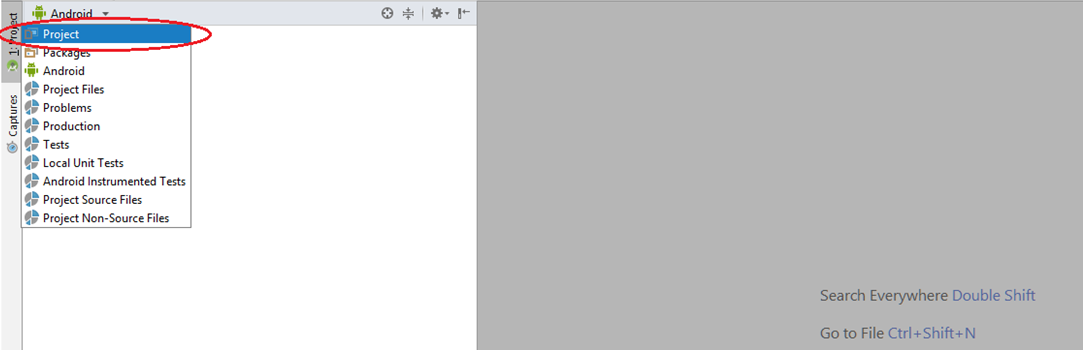 Android
1: Project
Captures
Project
Packages
Android
Project Files
Problems
Production
Tests
Local Unit Tests
Android Instrumented Tests
Project Source Files
Project Non-Source Files
Search Everywhere Double Shift
Go to File Ctrl+Shift+N